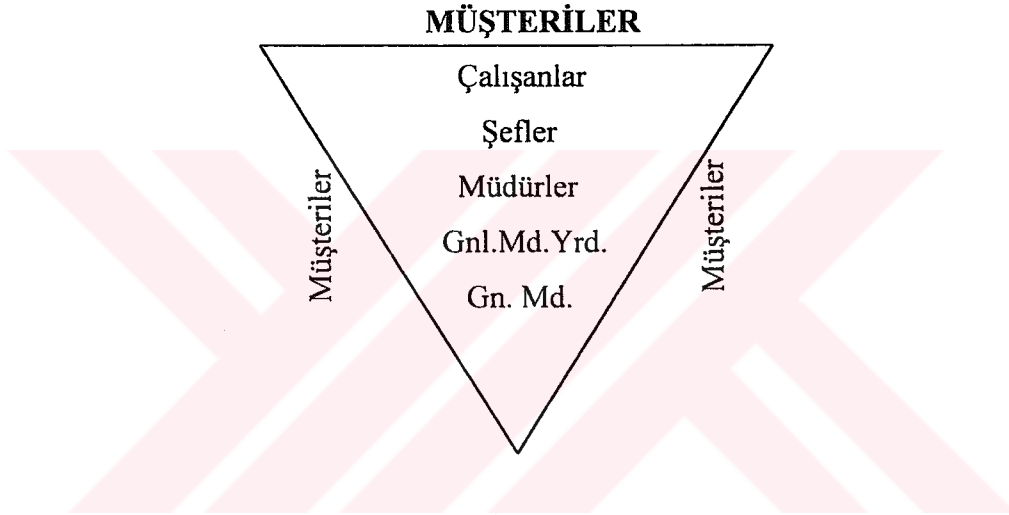 MÜŞTERİLER
Çalışanlar
Şefler
Müdürler
Gnl.Md.Yrd.
Gn. Md.
Müşteriler
Müşteriler